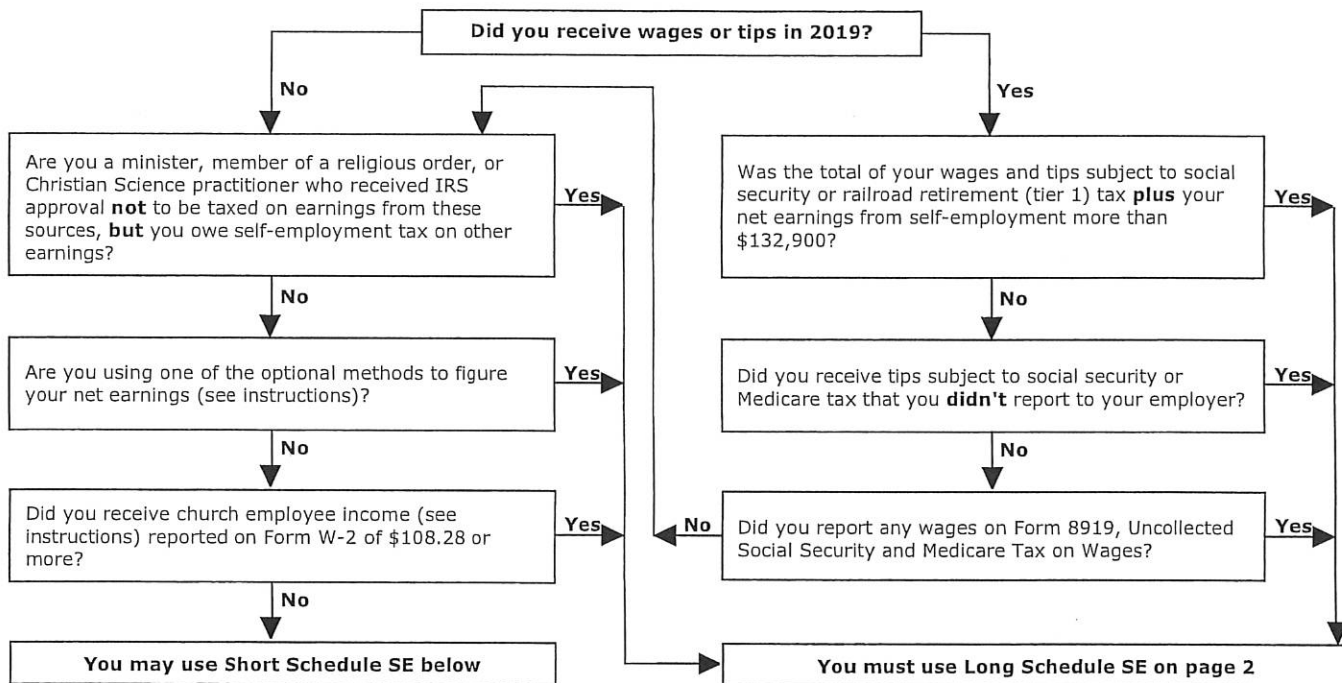 Did you receive wages or tips in 2019?
No
Yes
Are you a minister, member of a religious order, or
Christian Science practitioner who received IRS
approval not to be taxed on earnings from these
sources, but you owe self-employment tax on other
earnings?
Yes
Was the total of your wages and tips subject to social
security or railroad retirement (tier 1) tax plus your
net earnings from self-employment more than
$132,900?
Yes
No
No
Are you using one of the optional methods to figure
your net earnings (see instructions)?
Yes
Did you receive tips subject to social security or
Medicare tax that you didn't report to your employer?
Yes
No
No
Did you receive church employee income (see
instructions) reported on Form W-2 of $108.28 or
more?
Yes
No
Did you report any wages on Form 8919, Uncollected
Social Security and Medicare Tax on Wages?
Yes
No
You may use Short Schedule SE below
You must use Long Schedule SE on page 2